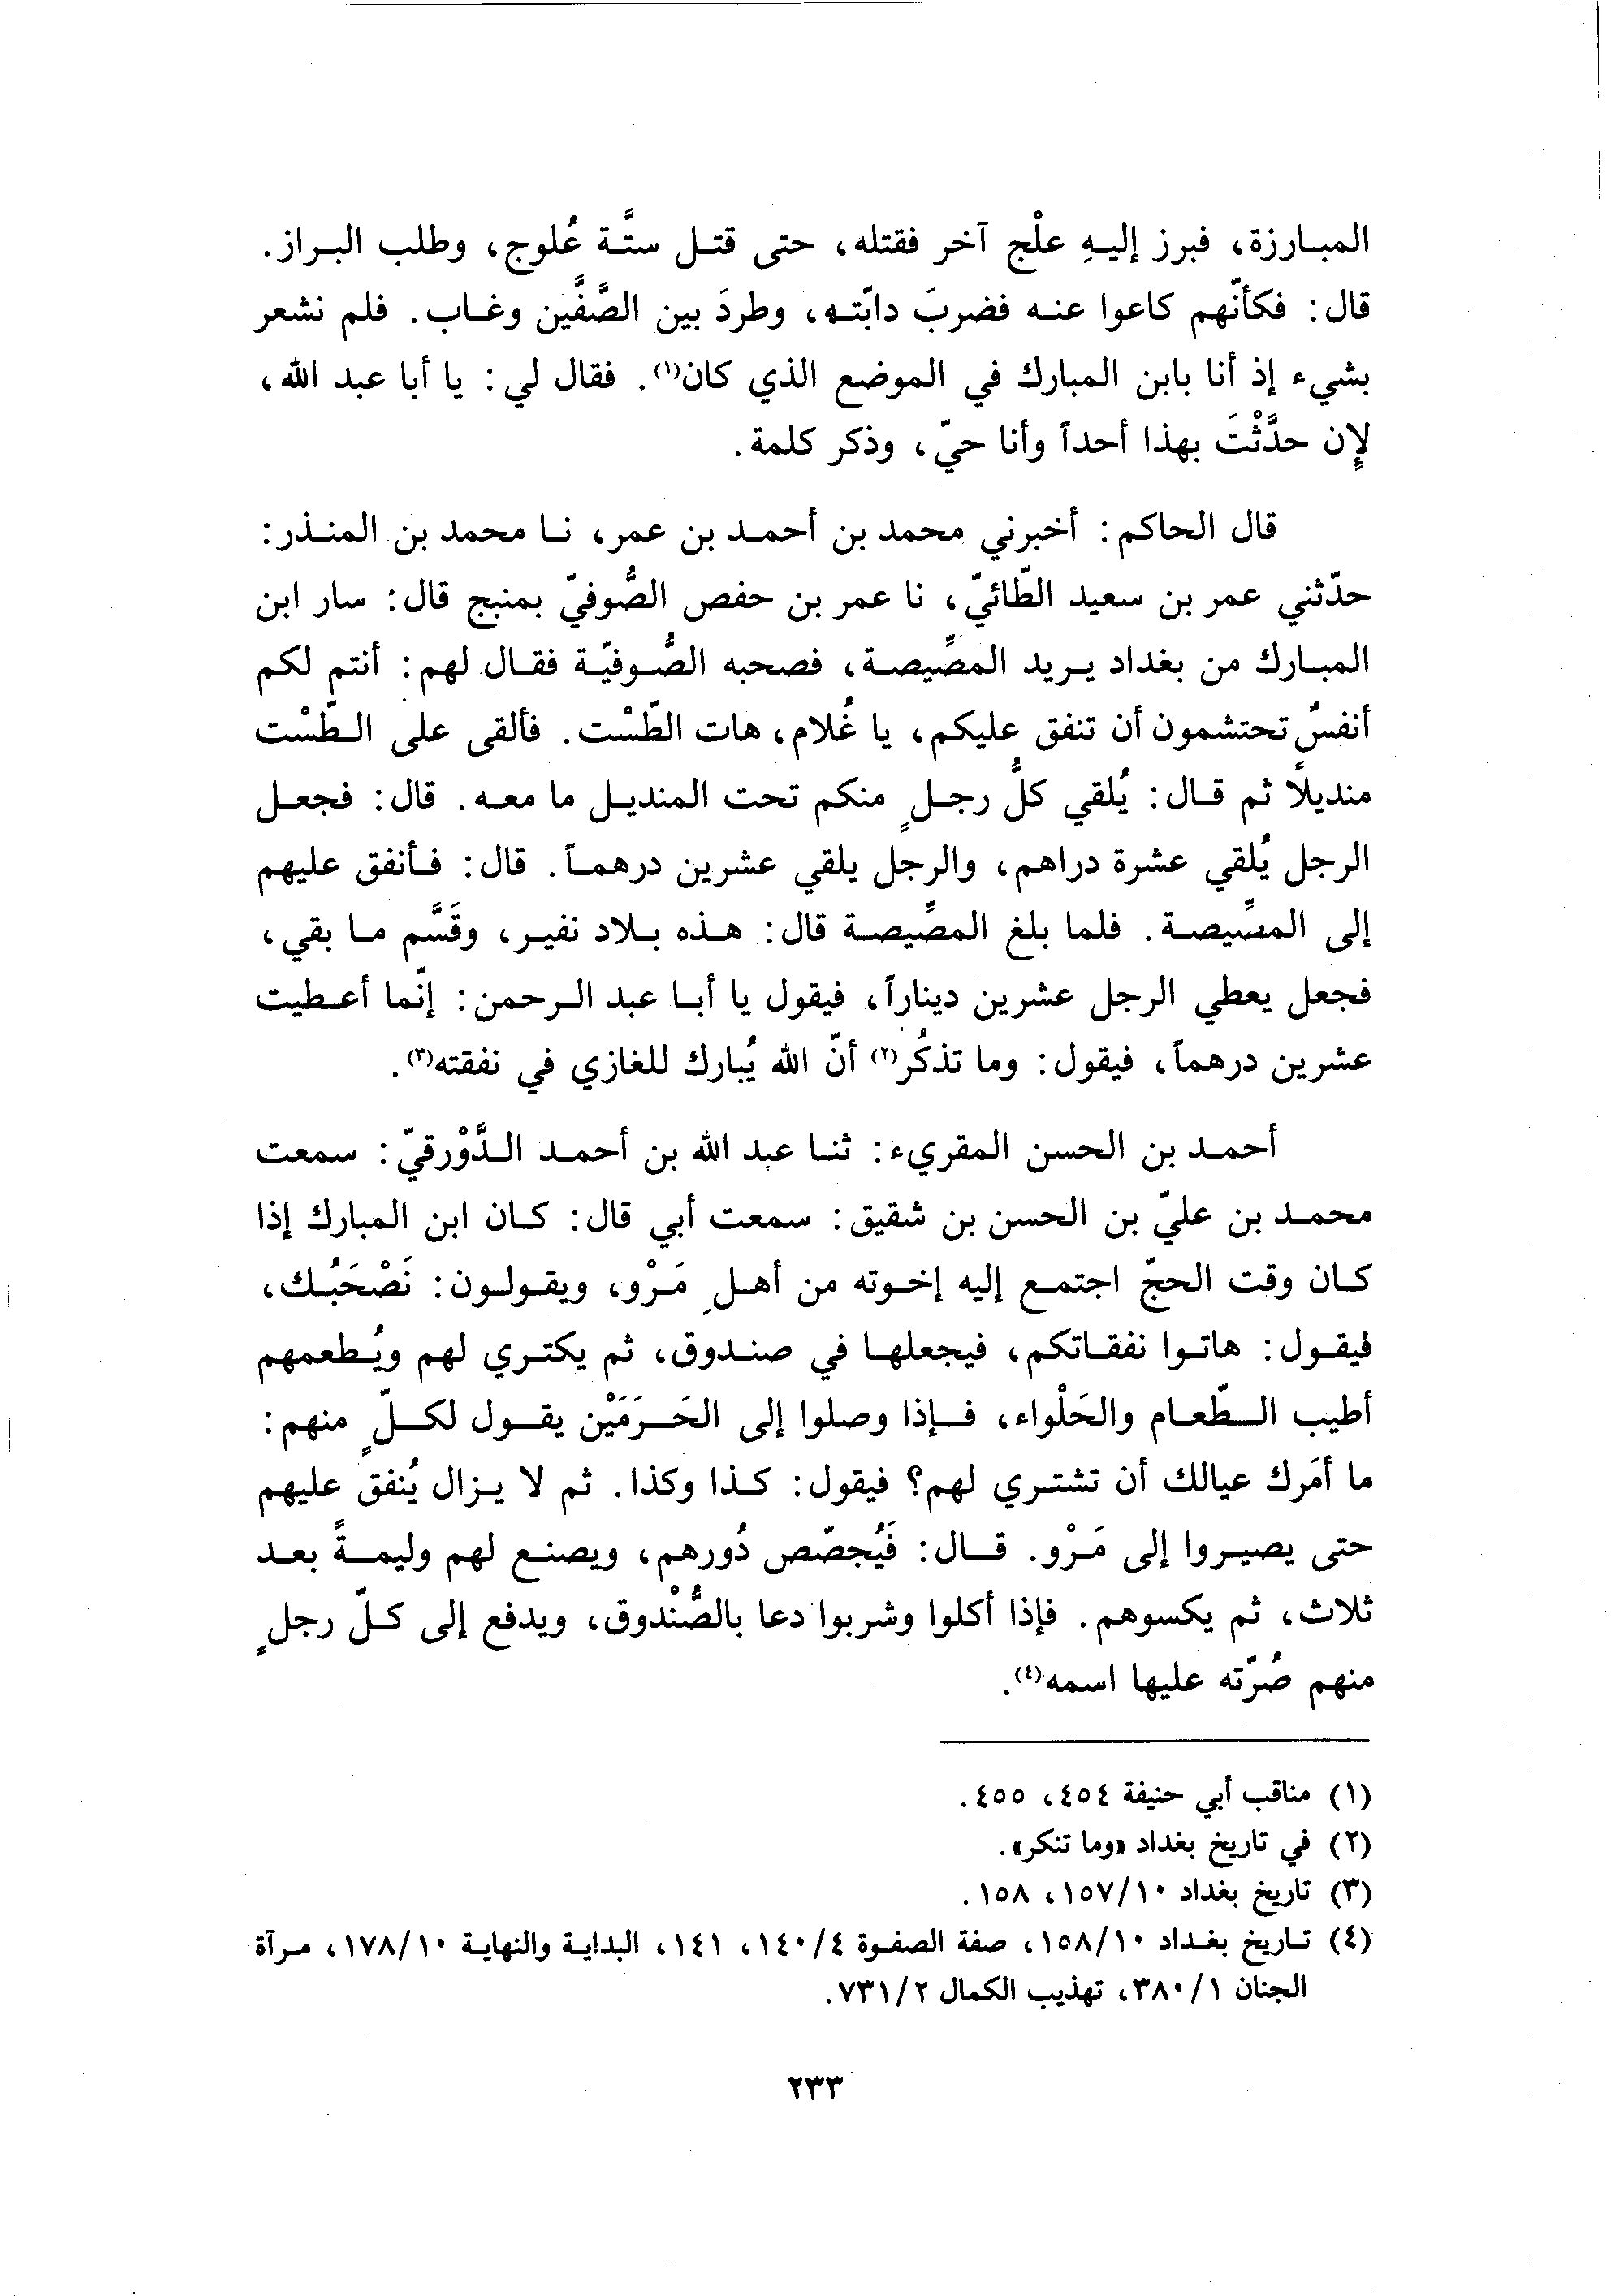 المبارزة، فبرز إليهِ علْج آخر فقتله، حتى قتل ستَّة عُلوج، وطلب البراز.
قال: فكأنّهم كاعوا عنه فضربَ دابّته، وطردَ بين الصَّفَّين وغاب. فلم نشعر
بشيء إذ أنا بابن المبارك في الموضع الذي كان(١). فقال لي: يا أبا عبد الله،
لإِن حدَّثْتَ بهذا أحداً وأنا حيّ، وذكر كلمة.
قال الحاكم: أخبرني محمد بن أحمد بن عمر، نا محمد بن المنذر:
حدّثني عمر بن سعيد الطّائيّ، نا عمر بن حفص الصُّوفيّ بمنبج قال: سار ابن
المبارك من بغداد يريد المصِّيصة، فصحبه الصُّوفيّة فقال لهم: أنتم لكم
أنفسٌ تحتشمون أن تنفق عليكم، يا غُلام، هات الطّسْت. فألقى على الطّسْت
منديلاً ثم قال: يُلقي كلُّ رجلٍ منكم تحت المنديل ما معه. قال: فجعل
الرجل يُلقي عشرة دراهم، والرجل يلقي عشرين درهماً. قال: فأنفق عليهم
إلى المصِّيصة. فلما بلغ المصِّيصة قال: هذه بلاد نفير، وقَسَّم ما بقي،
فجعل يعطي الرجل عشرين ديناراً، فيقول يا أبا عبد الرحمن: إنّما أعطيت
عشرين درهماً، فيقول: وما تذكُر(٢) أنّ الله يُبارك للغازي في نفقته(٣).
أحمد بن الحسن المقريء: ثنا عبد الله بن أحمد الدَّوْرقيّ: سمعت
محمد بن عليّ بن الحسن بن شقيق: سمعت أبي قال: كان ابن المبارك إذا
كان وقت الحجّ اجتمع إليه إخوته من أهلِ مَرْو، ويقولون: نَصْحَبُك،
فيقول: هاتوا نفقاتكم، فيجعلها في صندوق، ثم يكتري لهم ويُطعمهم
أطيب الطّعام والحَلْواء، فإذا وصلوا إلى الحَرَمَيْن يقول لكلٍّ منهم:
ما أمَرك عيالك أن تشتري لهم؟ فيقول: كذا وكذا. ثم لا يزال يُنفق عليهم
حتى يصيروا إلى مَرْو. قال: فَيُجصّص دُورهم، ويصنع لهم وليمةً بعد
ثلاث، ثم يكسوهم. فإذا أكلوا وشربوا دعا بالصُّنْدوق، ويدفع إلى كلّ رجلٍ
منهم صُرّته عليها اسمه(٤).
(١) مناقب أبي حنيفة ٤٥٤، ٤٥٥.
(٢) في تاريخ بغداد «وما تنكر».
(٣) تاريخ بغداد ١٥٧/١٠، ١٥٨.
(٤) تاريخ بغداد ١٥٨/١٠، صفة الصفوة ١٤٠/٤، ١٤١، البداية والنهاية ١٧٨/١٠، مرآة
الجنان ٣٨٠/١، تهذيب الكمال ٧٣١/٢.
٢٣٣